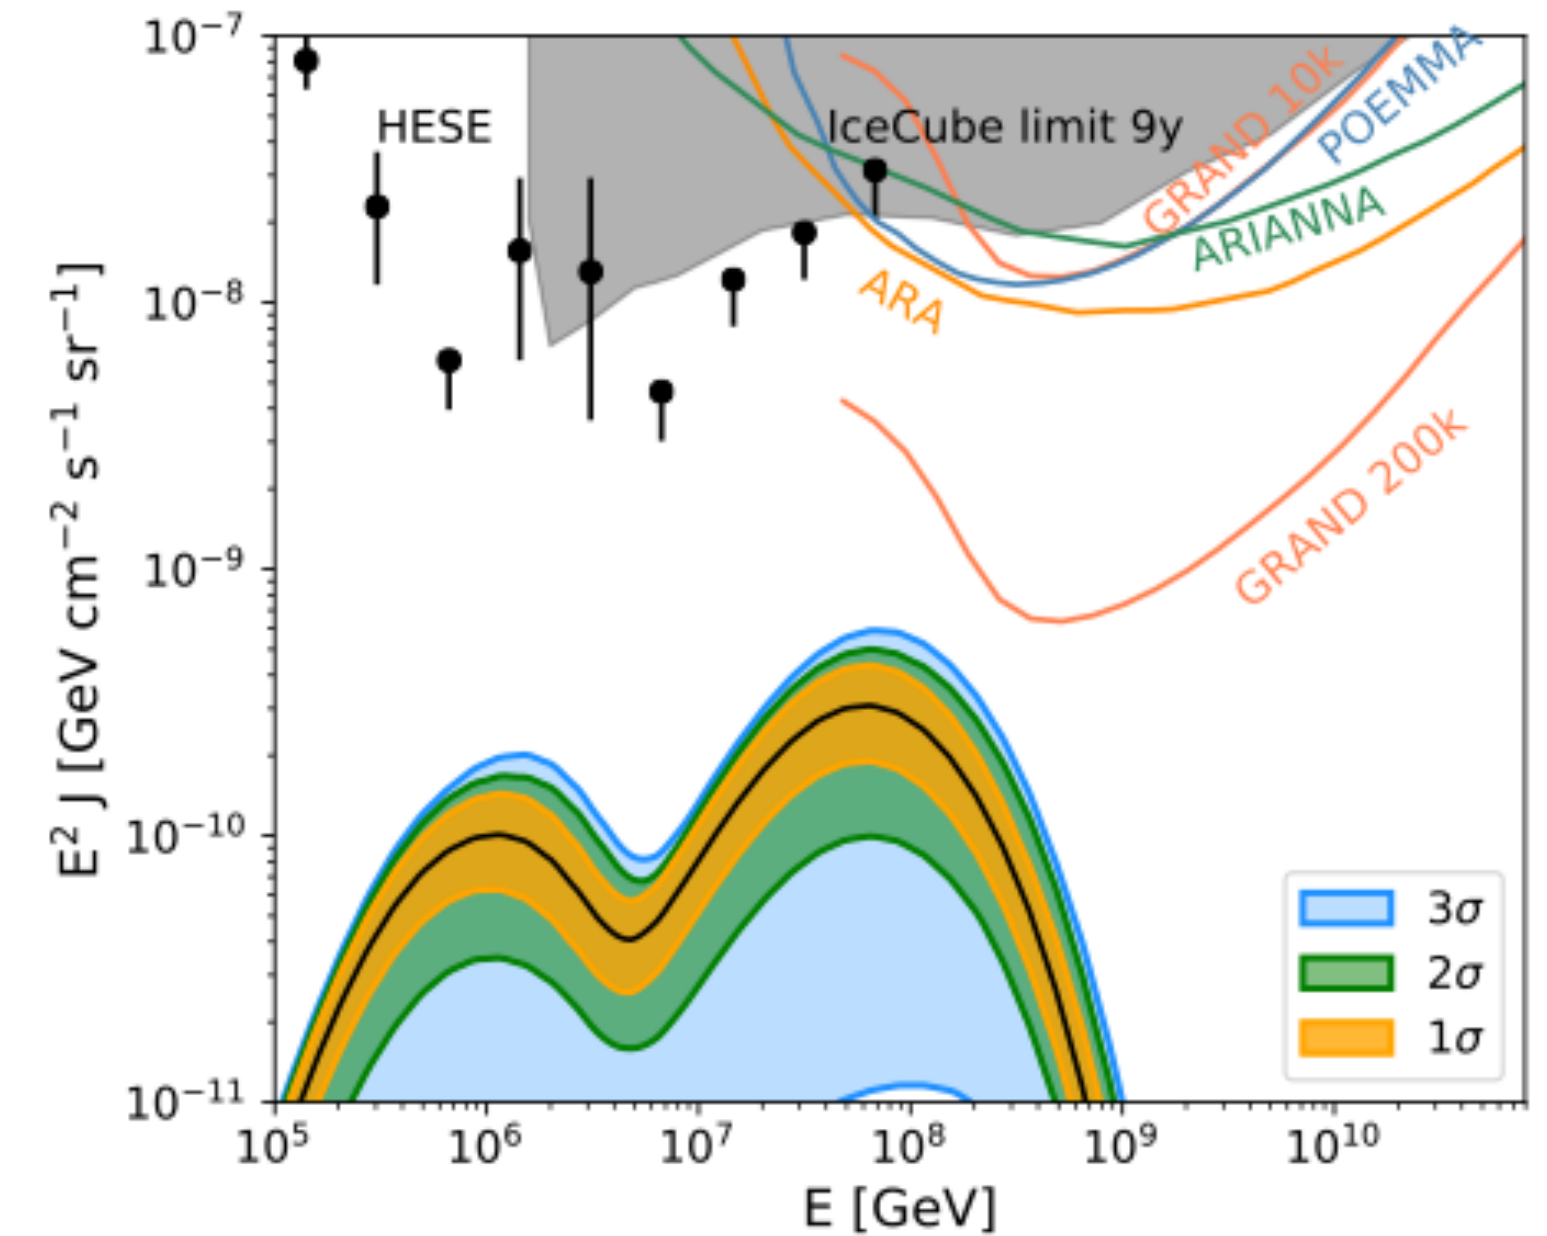 10⁻⁷
10⁻⁸
10⁻⁹
10⁻¹⁰
10⁻¹¹
E² J [GeV cm⁻² s⁻¹ sr⁻¹]
HESE
IceCube limit 9y
GRAND 10k
POEMMA
ARIANNA
ARA
GRAND 200k
3σ
2σ
1σ
10⁵ 10⁶ 10⁷ 10⁸ 10⁹ 10¹⁰
E [GeV]